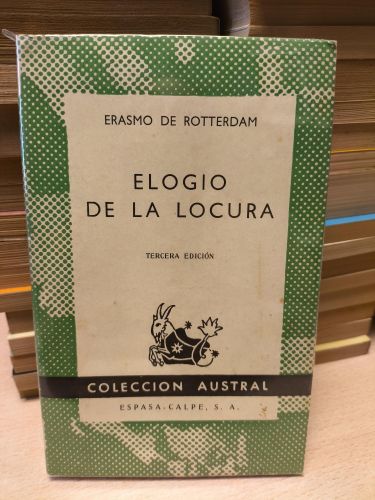 ERASMO DE ROTTERDAM
ELOGIO
DE LA LOCURA
TERCERA EDICIÓN
COLECCION AUSTRAL
ESPASA-CALPE, S. A.